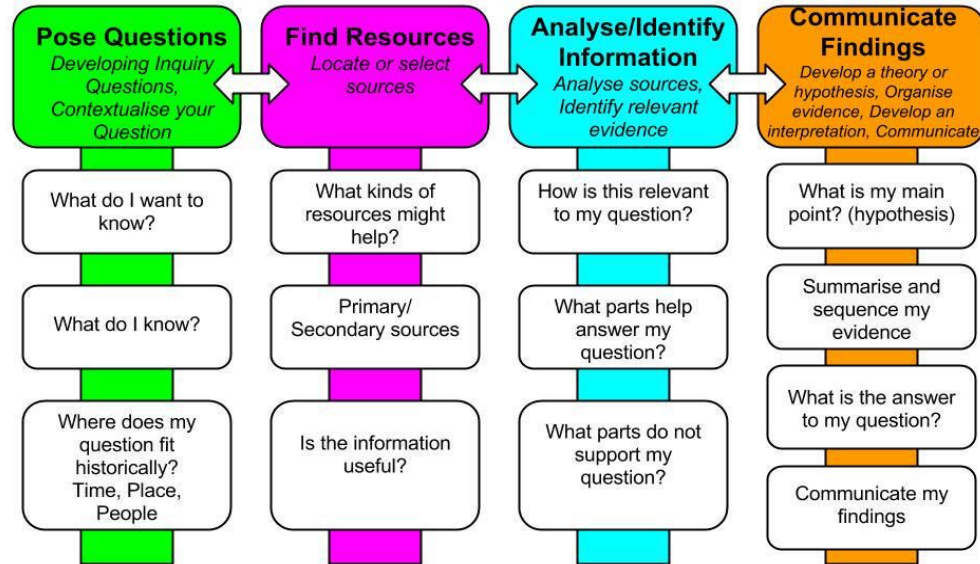 Pose Questions
Developing Inquiry
Questions,
Contextualise your
Question
What do I want to
know?
What do I know?
Where does my
question fit
historically?
Time, Place,
People
Find Resources
Locate or select
sources
What kinds of
resources might
help?
Primary/
Secondary sources
Is the information
useful?
Analyse/Identify
Information
Analyse sources,
Identify relevant
evidence
How is this relevant
to my question?
What parts help
answer my
question?
What parts do not
support my
question?
Communicate
Findings
Develop a theory or
hypothesis, Organise
evidence, Develop an
interpretation, Communicate
What is my main
point? (hypothesis)
Summarise and
sequence my
evidence
What is the answer
to my question?
Communicate my
findings